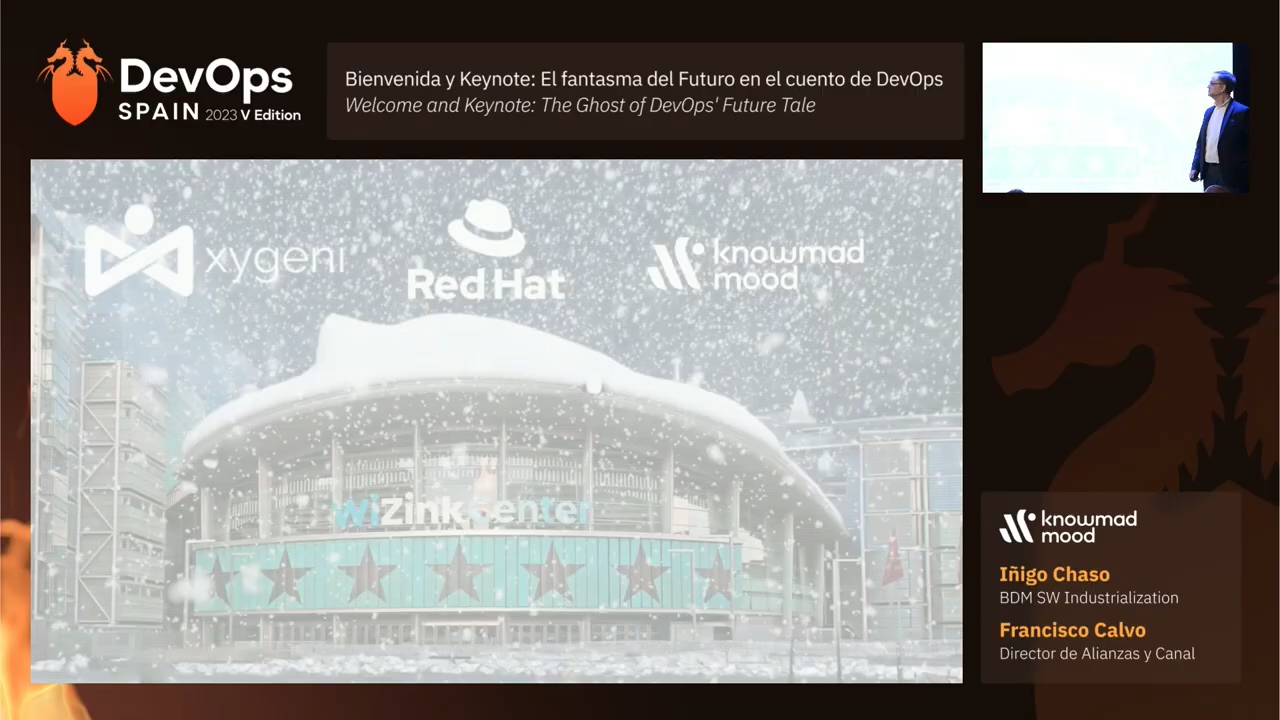 DevOps
SPAIN 2023 V Edition
Bienvenida y Keynote: El fantasma del Futuro en el cuento de DevOps
Welcome and Keynote: The Ghost of DevOps' Future Tale
xygeni
Red Hat
knowmad
mood
wiZink Center
knowmad
mood
Iñigo Chaso
BDM SW Industrialization
Francisco Calvo
Director de Alianzas y Canal